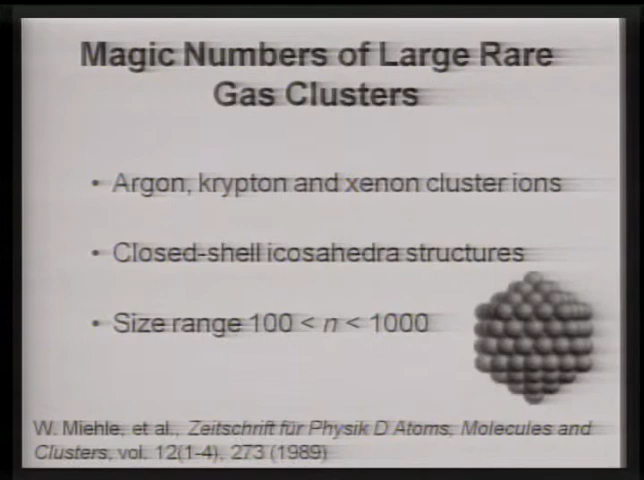 Magic Numbers of Large Rare
Gas Clusters
• Argon, krypton and xenon cluster ions
• Closed-shell icosahedra structures
• Size range 100 < n < 1000
W. Miehle, et al., Zeitschrift für Physik D Atoms, Molecules and
Clusters, vol. 12(1-4), 273 (1989)